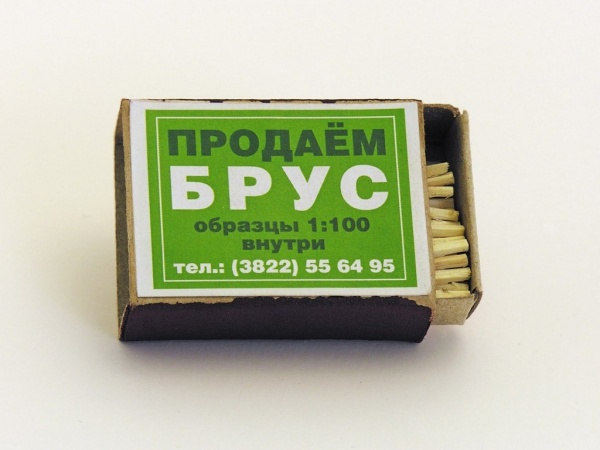 ПРОДАЁМ
БРУС
образцы 1:100
внутри
тел.: (3822) 55 64 95